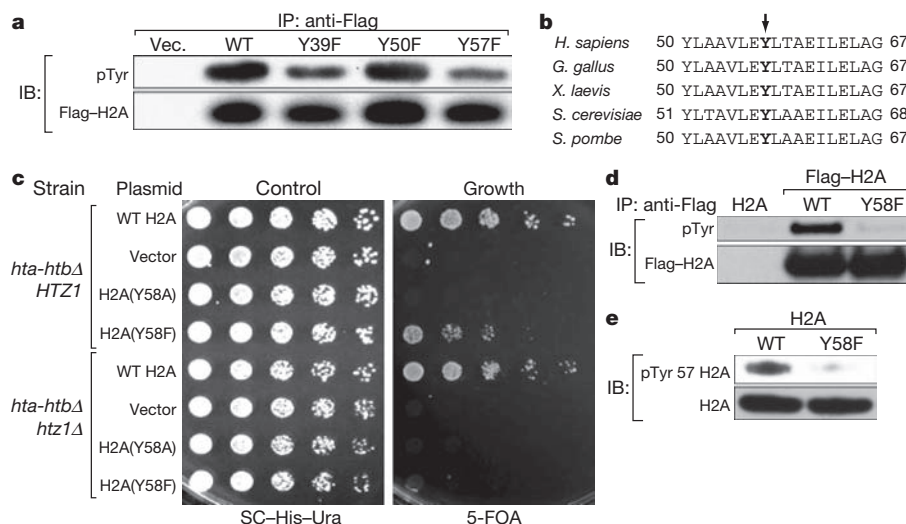 a
IP: anti-Flag
Vec. WT Y39F Y50F Y57F
IB:
pTyr
Flag–H2A
b
H. sapiens 50 YLAAVLEYLTAEILELAG 67
G. gallus 50 YLAAVLEYLTAEILELAG 67
X. laevis 50 YLAAVLEYLTAEILELAG 67
S. cerevisiae 51 YLTAVLEYLAAEILELAG 68
S. pombe 50 YLAAVLEYLAAEILELAG 67
c
Strain Plasmid Control Growth
hta-htbΔ
HTZ1
WT H2A
Vector
H2A(Y58A)
H2A(Y58F)
hta-htbΔ
htz1Δ
WT H2A
Vector
H2A(Y58A)
H2A(Y58F)
SC–His–Ura 5-FOA
d
Flag–H2A
IP: anti-Flag H2A WT Y58F
IB:
pTyr
Flag–H2A
e
H2A
WT Y58F
IB:
pTyr 57 H2A
H2A